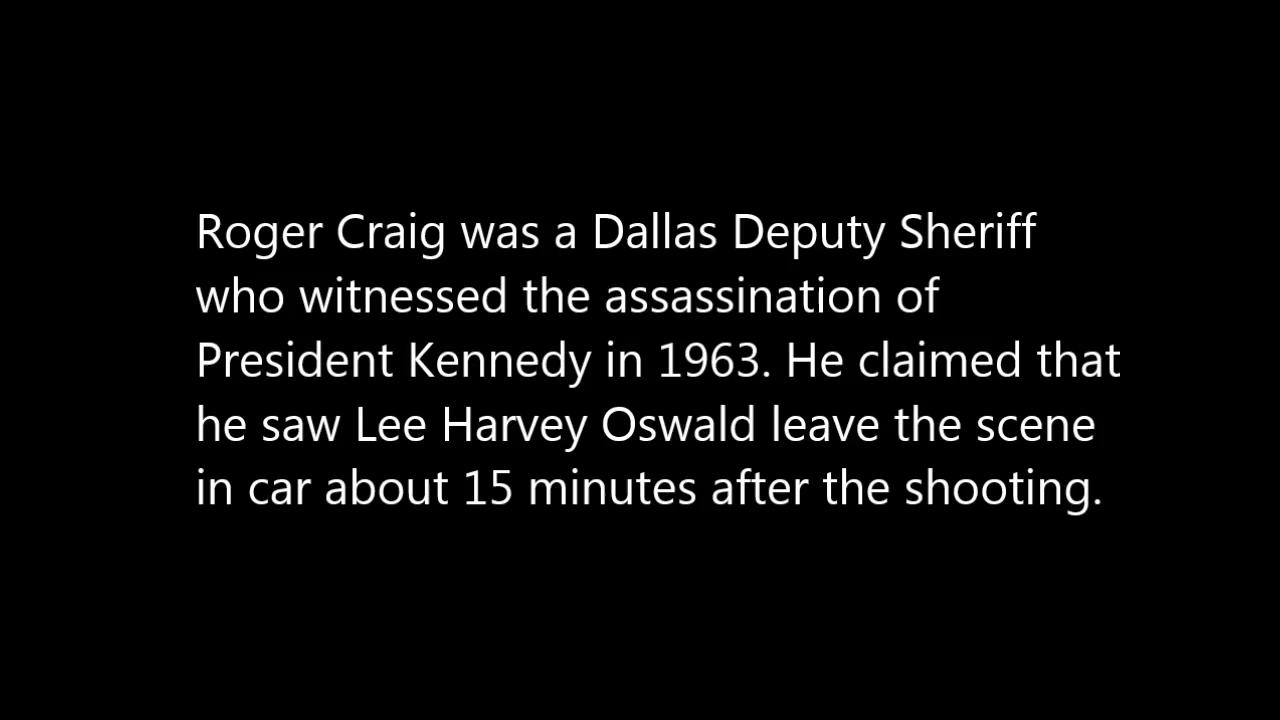 Roger Craig was a Dallas Deputy Sheriff
who witnessed the assassination of
President Kennedy in 1963. He claimed that
he saw Lee Harvey Oswald leave the scene
in car about 15 minutes after the shooting.